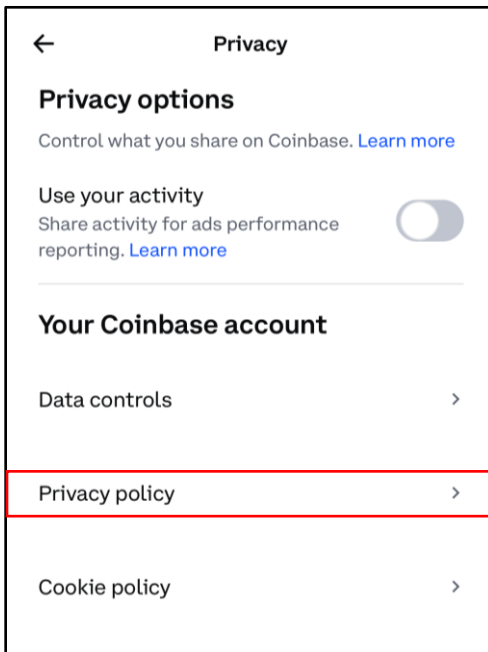 Privacy
Privacy options
Control what you share on Coinbase. Learn more
Use your activity
Share activity for ads performance
reporting. Learn more
Your Coinbase account
Data controls
Privacy policy
Cookie policy